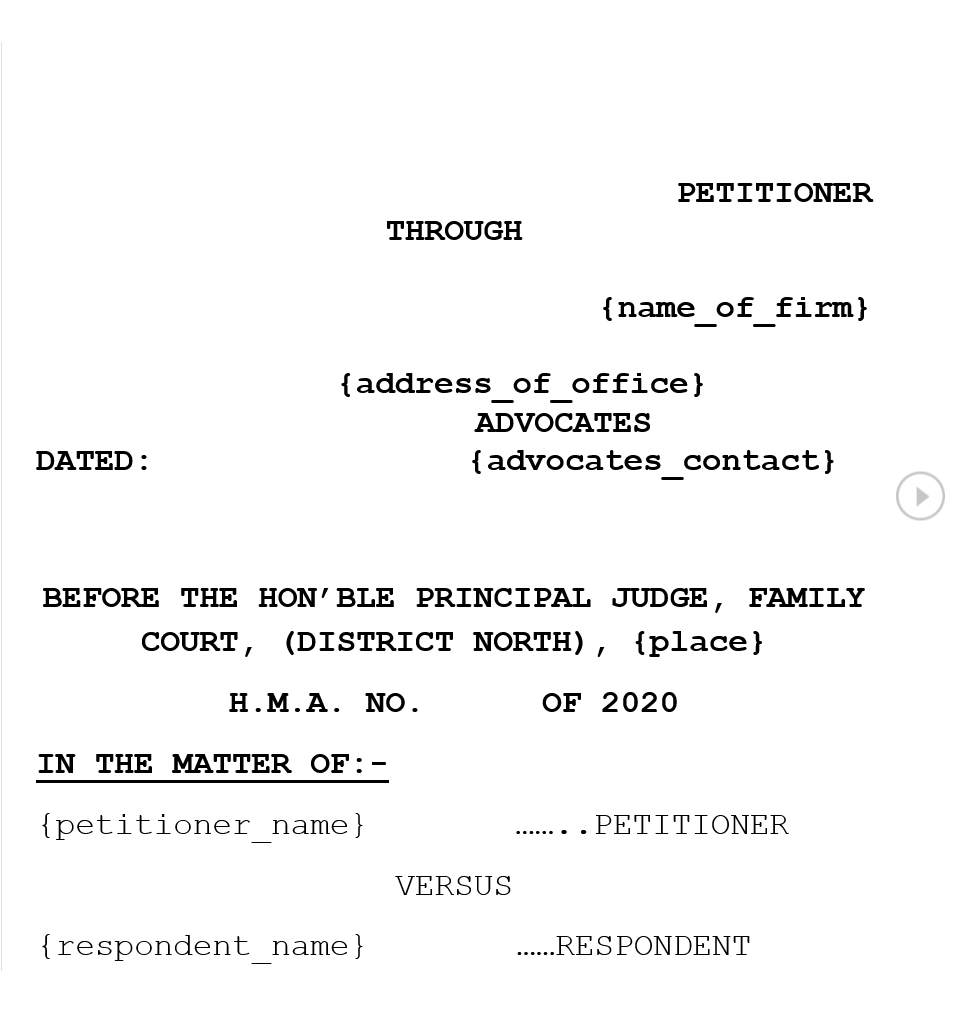 PETITIONER
THROUGH
{name_of_firm}
{address_of_office}
ADVOCATES
DATED: {advocates_contact}
BEFORE THE HON’BLE PRINCIPAL JUDGE, FAMILY
COURT, (DISTRICT NORTH), {place}
H.M.A. NO. OF 2020
IN THE MATTER OF:-
{petitioner_name} ……..PETITIONER
VERSUS
{respondent_name} ……RESPONDENT